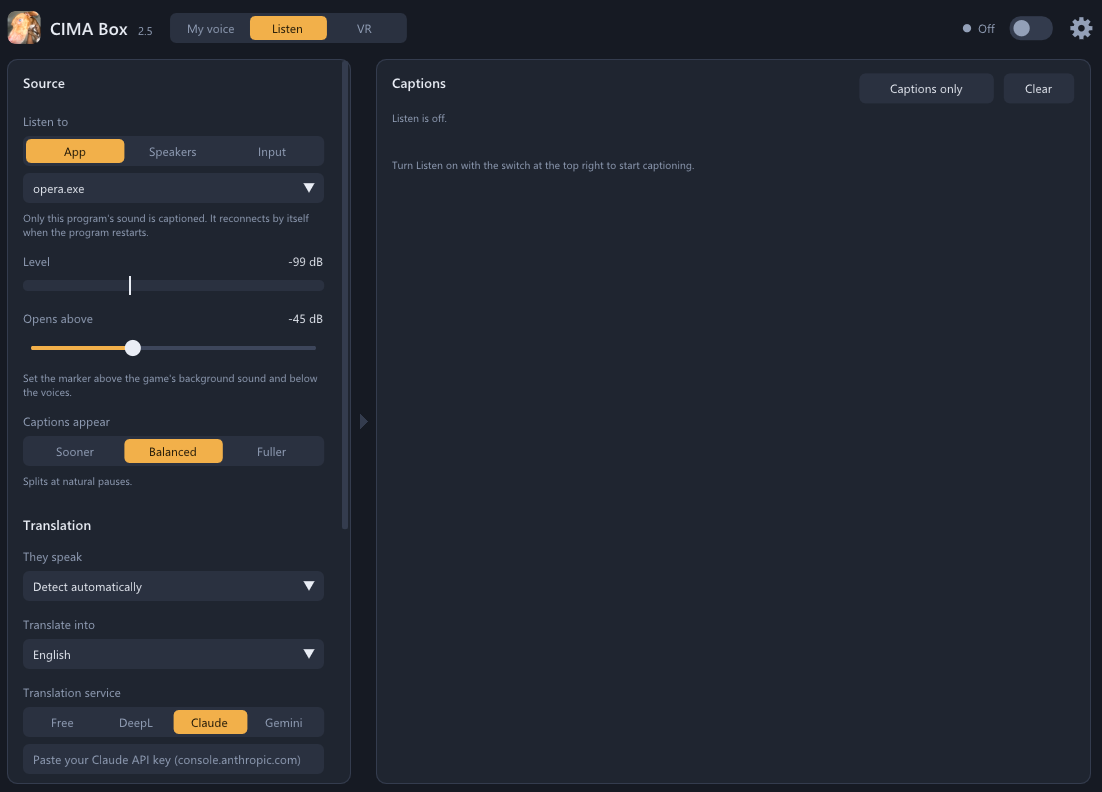 CIMA Box 2.5
My voice Listen VR
Off
Source
Listen to
App Speakers Input
opera.exe
Only this program's sound is captioned. It reconnects by itself
when the program restarts.
Level -99 dB
Opens above -45 dB
Set the marker above the game's background sound and below
the voices.
Captions appear
Sooner Balanced Fuller
Splits at natural pauses.
Translation
They speak
Detect automatically
Translate into
English
Translation service
Free DeepL Claude Gemini
Paste your Claude API key (console.anthropic.com)
Captions
Captions only Clear
Listen is off.
Turn Listen on with the switch at the top right to start captioning.